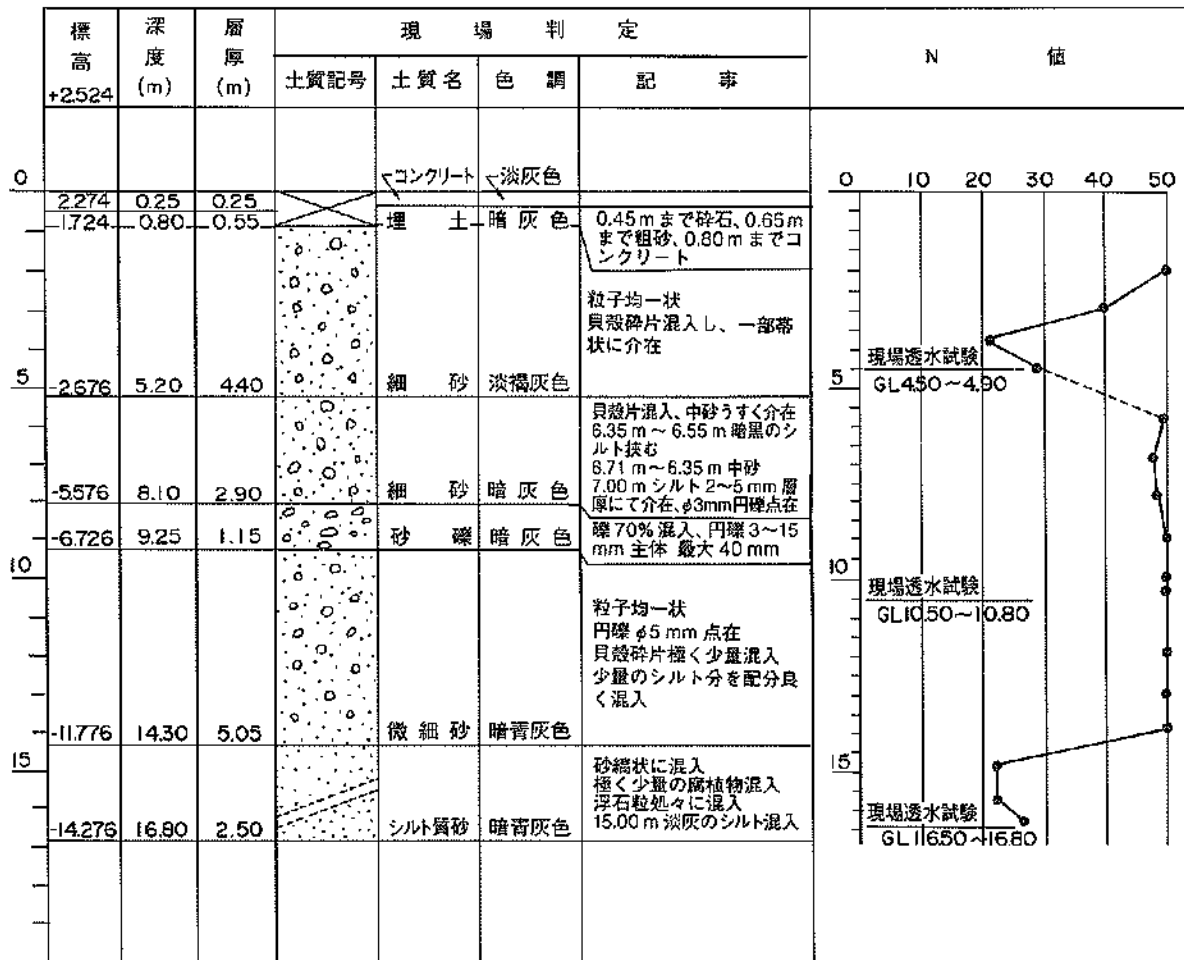 標高 深度 層厚 現場判定 N 値
+2.524 (m) (m) 土質記号 土質名 色調 記事
コンクリート 淡灰色
0 10 20 30 40 50
0
2.274 0.25 0.25
1.724 0.80 0.55 埋土 暗灰色
0.45mまで砕石、0.65m
まで粗砂、0.80mまでコ
ンクリート
粒子均一状
貝殻砕片混入し、一部帯
状に介在
現場透水試験
GL4.50~4.90
5
-2.676 5.20 4.40 細砂 淡褐灰色
5
貝殻片混入、中砂うすく介在
6.35m~6.55m暗黒のシ
ルト挟む
6.71m~6.35m中砂
7.00mシルト2~5mm層
厚にて介在、φ3mm円礫点在
-5.576 8.10 2.90 細砂 暗灰色
礫70%混入、円礫3~15
mm主体 最大40mm
-6.726 9.25 1.15 砂礫 暗灰色
10
10
現場透水試験
GL10.50~10.80
粒子均一状
円礫φ5mm点在
貝殻砕片極く少量混入
少量のシルト分を配分良
く混入
-11.776 14.30 5.05 微細砂 暗青灰色
15
15
砂縞状に混入
極く少量の腐植物混入
浮石粒処々に混入
15.00m淡灰のシルト混入
-14.276 16.80 2.50 シルト質砂 暗青灰色
現場透水試験
GL116.50~16.80